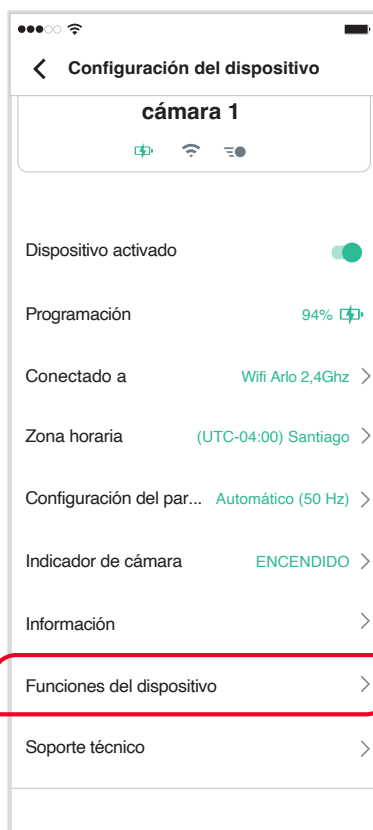 Configuración del dispositivo
cámara 1
Dispositivo activado
Programación 94%
Conectado a Wifi Arlo 2,4Ghz
Zona horaria (UTC-04:00) Santiago
Configuración del par... Automático (50 Hz)
Indicador de cámara ENCENDIDO
Información
Funciones del dispositivo
Soporte técnico